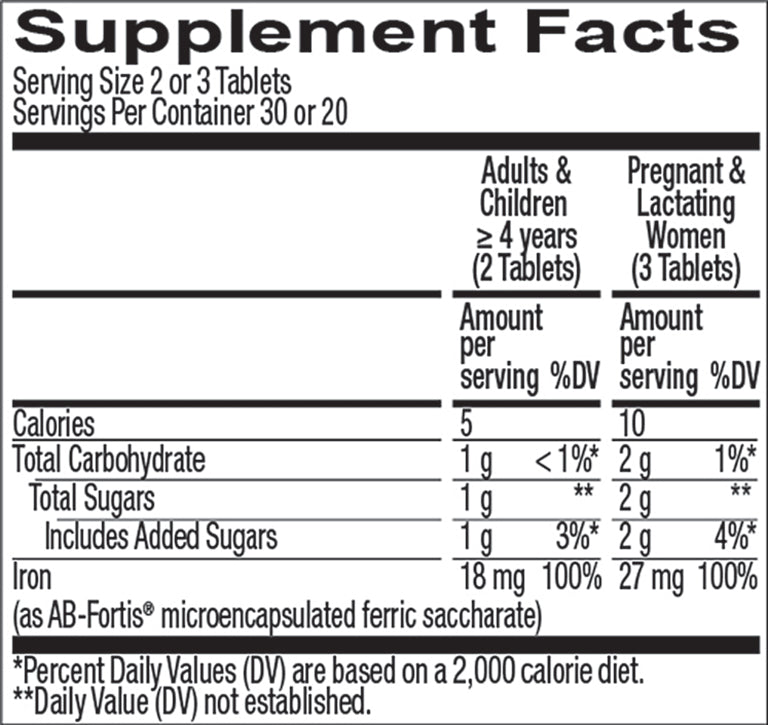 Supplement Facts
Serving Size 2 or 3 Tablets
Servings Per Container 30 or 20
Adults & Children ≥ 4 years (2 Tablets) Pregnant & Lactating Women (3 Tablets)
Amount per serving %DV Amount per serving %DV
Calories 5 10
Total Carbohydrate 1 g <1%* 2 g 1%*
Total Sugars 1 g ** 2 g **
Includes Added Sugars 1 g 3%* 2 g 4%*
Iron 18 mg 100% 27 mg 100%
(as AB-Fortis® microencapsulated ferric saccharate)
*Percent Daily Values (DV) are based on a 2,000 calorie diet.
**Daily Value (DV) not established.